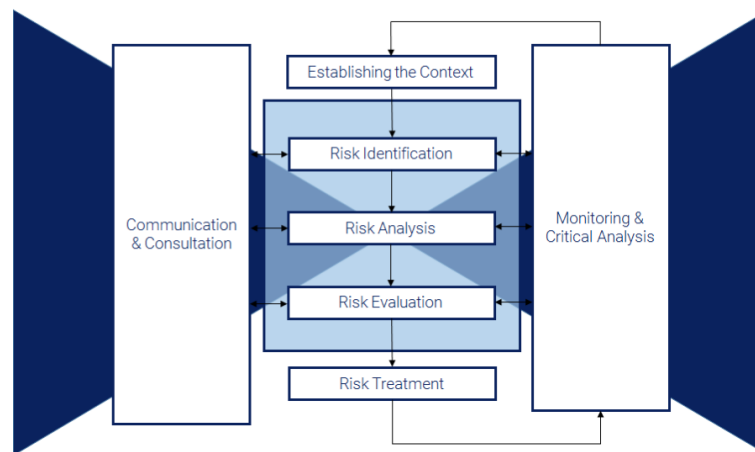 Establishing the Context
Risk Identification
Communication
& Consultation
Risk Analysis
Monitoring &
Critical Analysis
Risk Evaluation
Risk Treatment